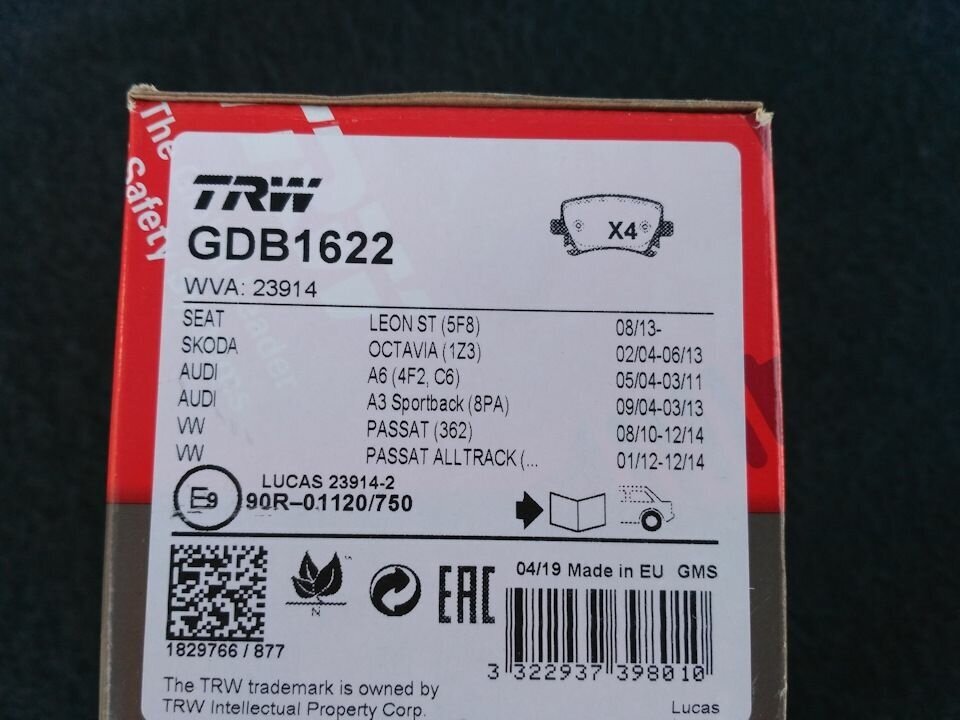 The
Safety
TRW
GDB1622
X4
WVA: 23914
SEAT LEON ST (5F8) 08/13-
SKODA OCTAVIA (1Z3) 02/04-06/13
AUDI A6 (4F2, C6) 05/04-03/11
AUDI A3 Sportback (8PA) 09/04-03/13
VW PASSAT (362) 08/10-12/14
VW PASSAT ALLTRACK (... 01/12-12/14
LUCAS 23914-2
E9 90R-01120/750
N
EAC
04/19 Made in EU GMS
1829766 / 877
3 322937 398010
The TRW trademark is owned by
TRW Intellectual Property Corp.
Lucas